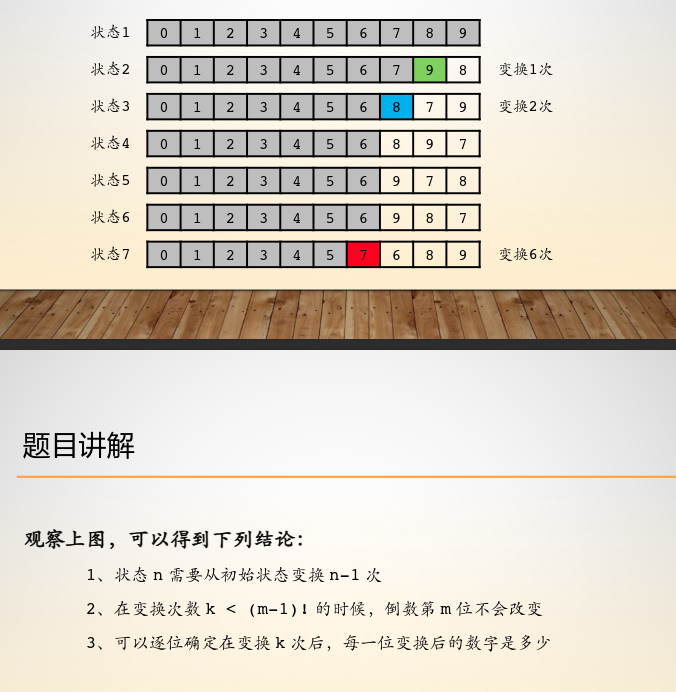 状态1 0 1 2 3 4 5 6 7 8 9
状态2 0 1 2 3 4 5 6 7 9 8 变换1次
状态3 0 1 2 3 4 5 6 8 7 9 变换2次
状态4 0 1 2 3 4 5 6 8 9 7
状态5 0 1 2 3 4 5 6 9 7 8
状态6 0 1 2 3 4 5 6 9 8 7
状态7 0 1 2 3 4 5 7 6 8 9 变换6次
题目讲解
观察上图，可以得到下列结论：
1、状态 n 需要从初始状态变换 n-1 次
2、在变换次数 k < (m-1)! 的时候，倒数第 m 位不会改变
3、可以逐位确定在变换 k 次后，每一位变换后的数字是多少